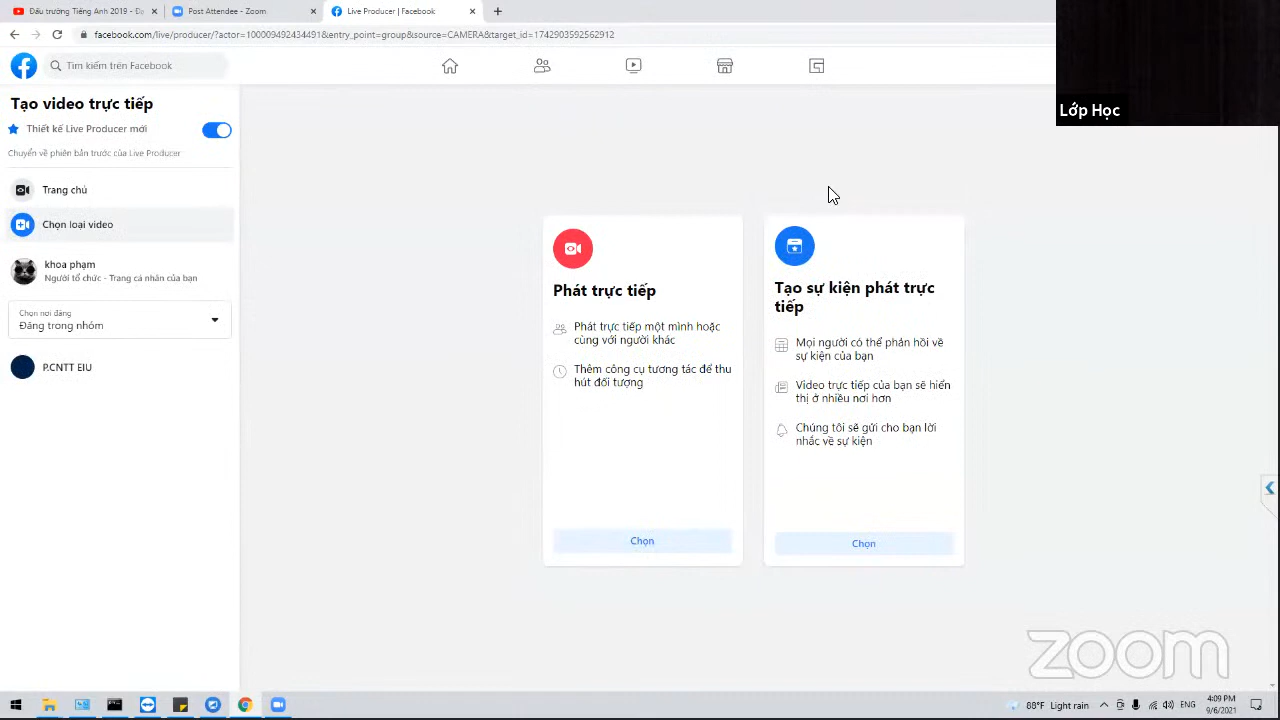 Đấu trường Tiếng Anh 2019 - Đạ
Post Attendee - Zoom
Live Producer | Facebook
facebook.com/live/producer/?actor=100009492434491&entry_point=group&source=CAMERA&target_id=1742903592562912
Tìm kiếm trên Facebook
Lớp Học
Tạo video trực tiếp
Thiết kế Live Producer mới
Chuyển về phiên bản trước của Live Producer
Trang chủ
Chọn loại video
khoa phạm
Người tổ chức - Trang cá nhân của bạn
Chọn nơi đăng
Đăng trong nhóm
P.CNTT EIU
Phát trực tiếp
Phát trực tiếp một mình hoặc
cùng với người khác
Thêm công cụ tương tác để thu
hút đối tượng
Chọn
Tạo sự kiện phát trực
tiếp
Mọi người có thể phản hồi về
sự kiện của bạn
Video trực tiếp của bạn sẽ hiển
thị ở nhiều nơi hơn
Chúng tôi sẽ gửi cho bạn lời
nhắc về sự kiện
Chọn
zoom
88°F Light rain
ENG
4:09 PM
9/6/2021